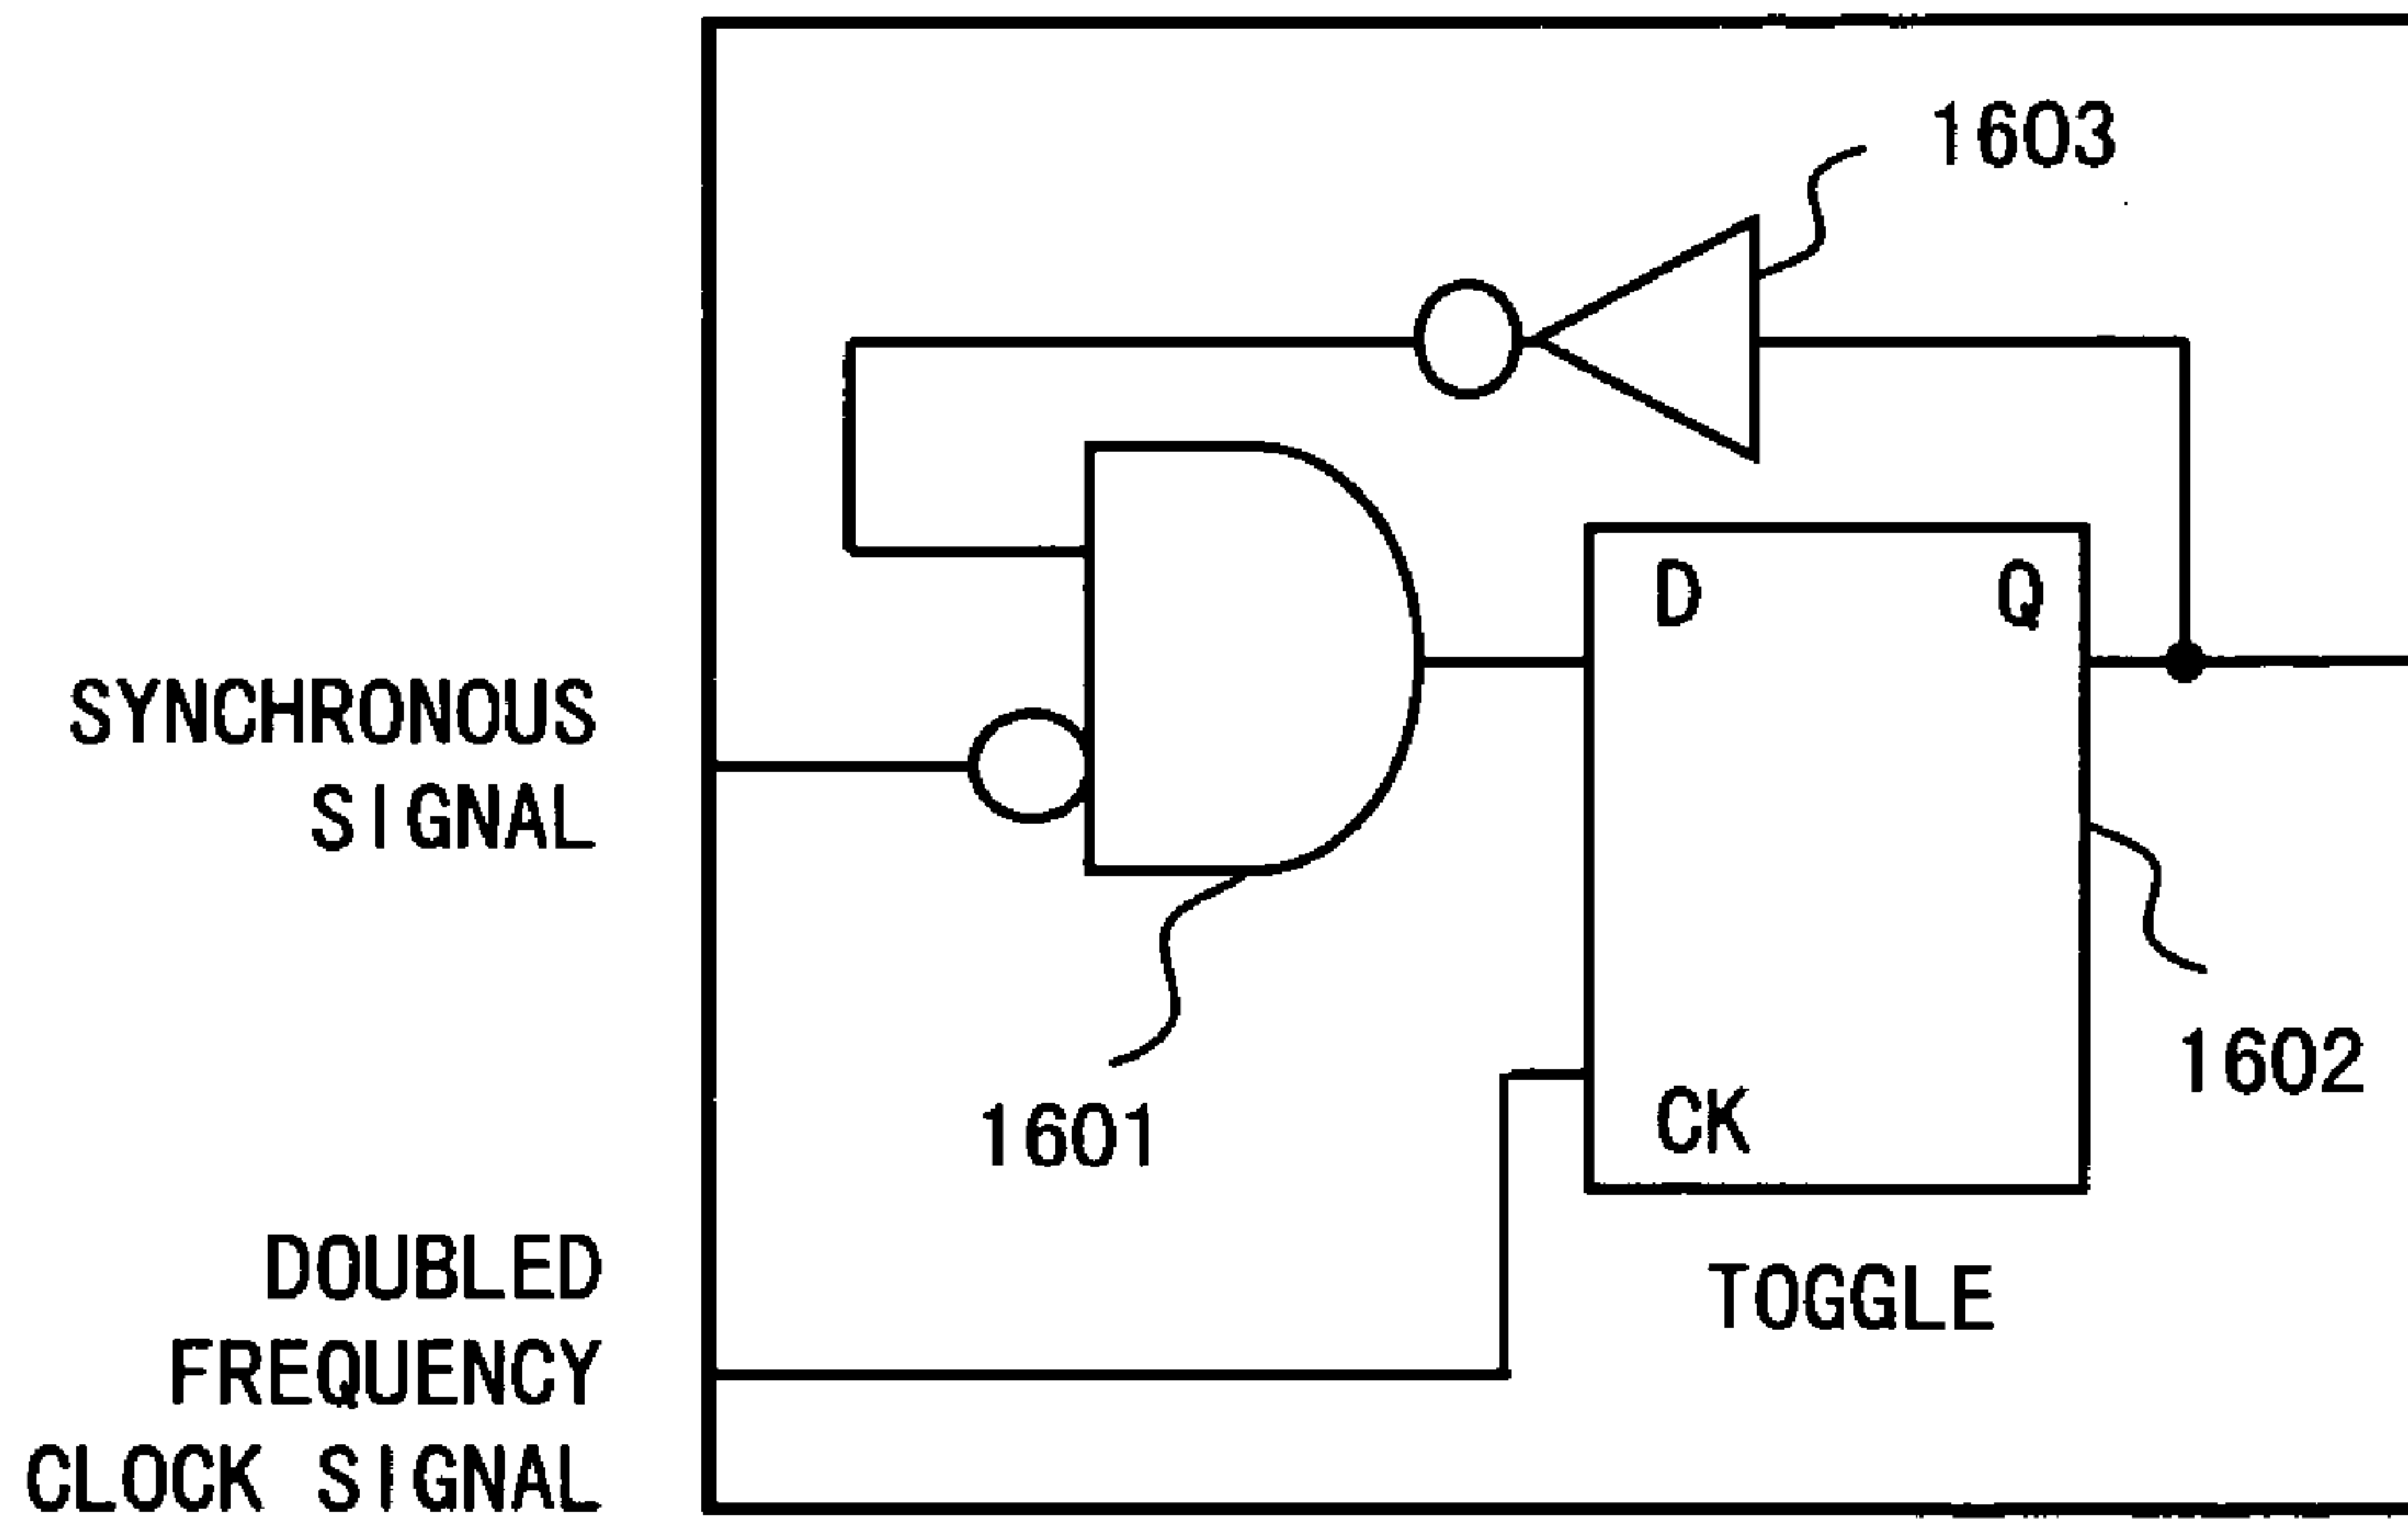 1603
D
Q
SYNCHRONOUS
SIGNAL
1602
CK
1601
DOUBLED
FREQUENCY
CLOCK SIGNAL
TOGGLE